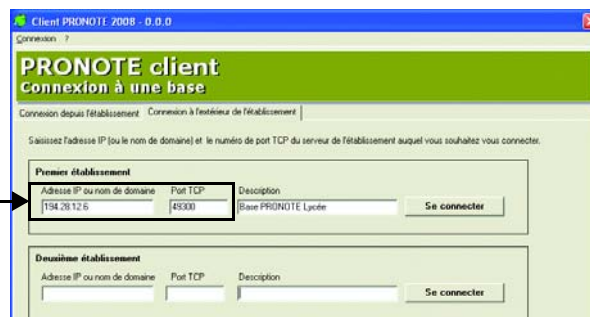 Client PRONOTE 2008 - 0.0.0
Connexion ?
PRONOTE client
Connexion à une base
Connexion depuis l'établissement Connexion à l'extérieur de l'établissement
Saisissez l'adresse IP (ou le nom de domaine) et le numéro de port TCP du serveur de l'établissement auquel vous souhaitez vous connecter.
Premier établissement
Adresse IP ou nom de domaine Port TCP Description
194.28.12.6 49300 Base PRONOTE Lycée Se connecter
Deuxième établissement
Adresse IP ou nom de domaine Port TCP Description
Se connecter